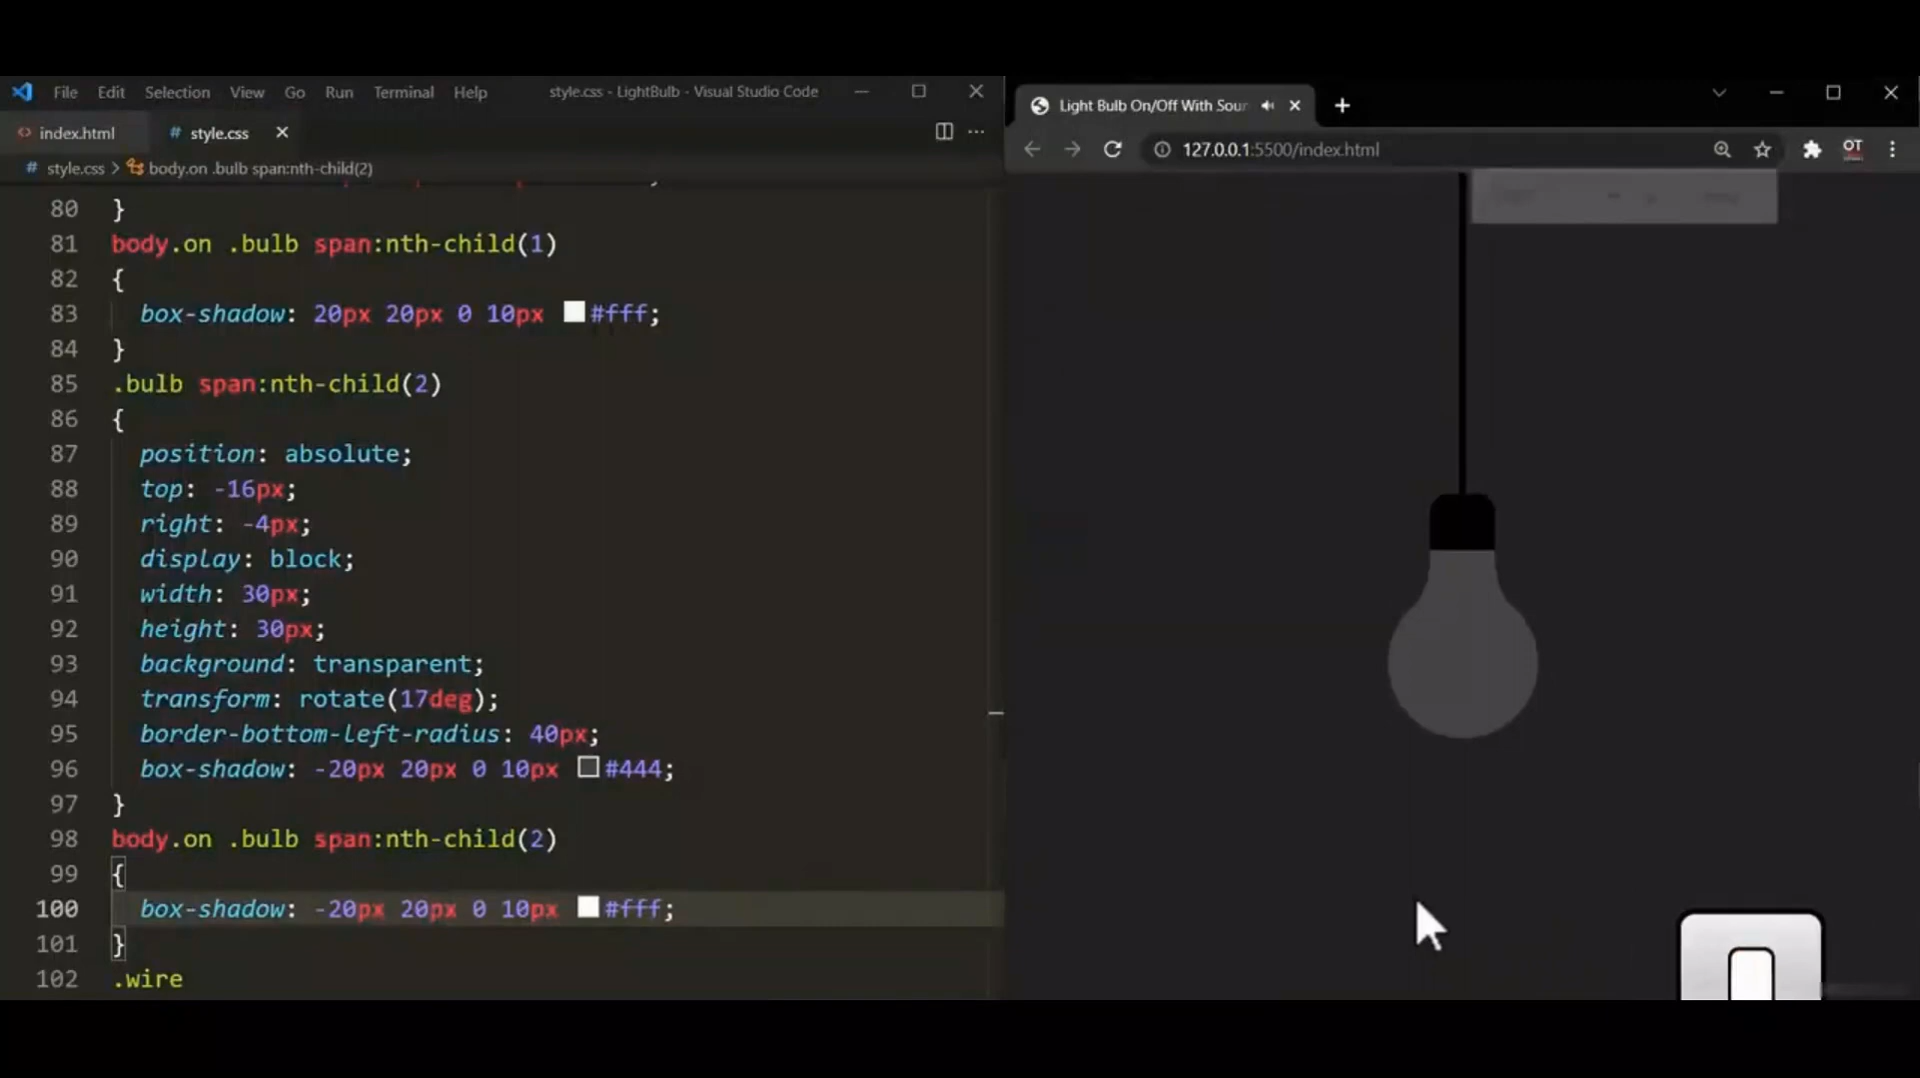 File Edit Selection View Go Run Terminal Help style.css - LightBulb - Visual Studio Code
index.html # style.css
# style.css > body.on .bulb span:nth-child(2)
80 }
81 body.on .bulb span:nth-child(1)
82 {
83 box-shadow: 20px 20px 0 10px #fff;
84 }
85 .bulb span:nth-child(2)
86 {
87 position: absolute;
88 top: -16px;
89 right: -4px;
90 display: block;
91 width: 30px;
92 height: 30px;
93 background: transparent;
94 transform: rotate(17deg);
95 border-bottom-left-radius: 40px;
96 box-shadow: -20px 20px 0 10px #444;
97 }
98 body.on .bulb span:nth-child(2)
99 {
100 box-shadow: -20px 20px 0 10px #fff;
101 }
102 .wire
Light Bulb On/Off With Soun
127.0.0.1:5500/index.html
OT